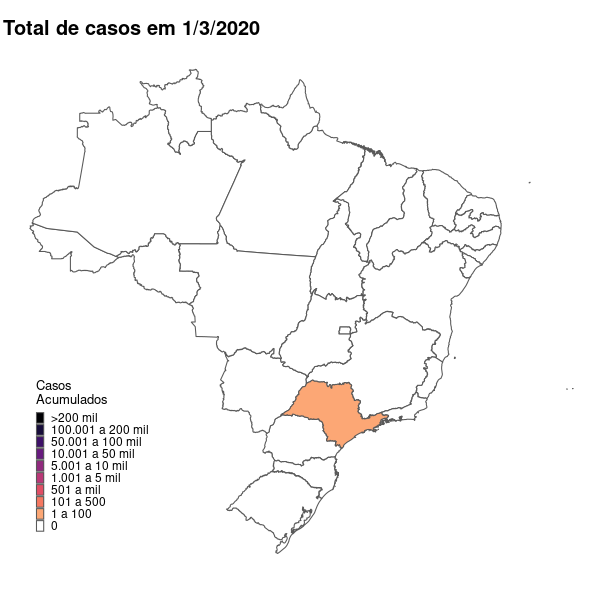 Total de casos em 1/3/2020
Casos
Acumulados
>200 mil
100.001 a 200 mil
50.001 a 100 mil
10.001 a 50 mil
5.001 a 10 mil
1.001 a 5 mil
501 a mil
101 a 500
1 a 100
0